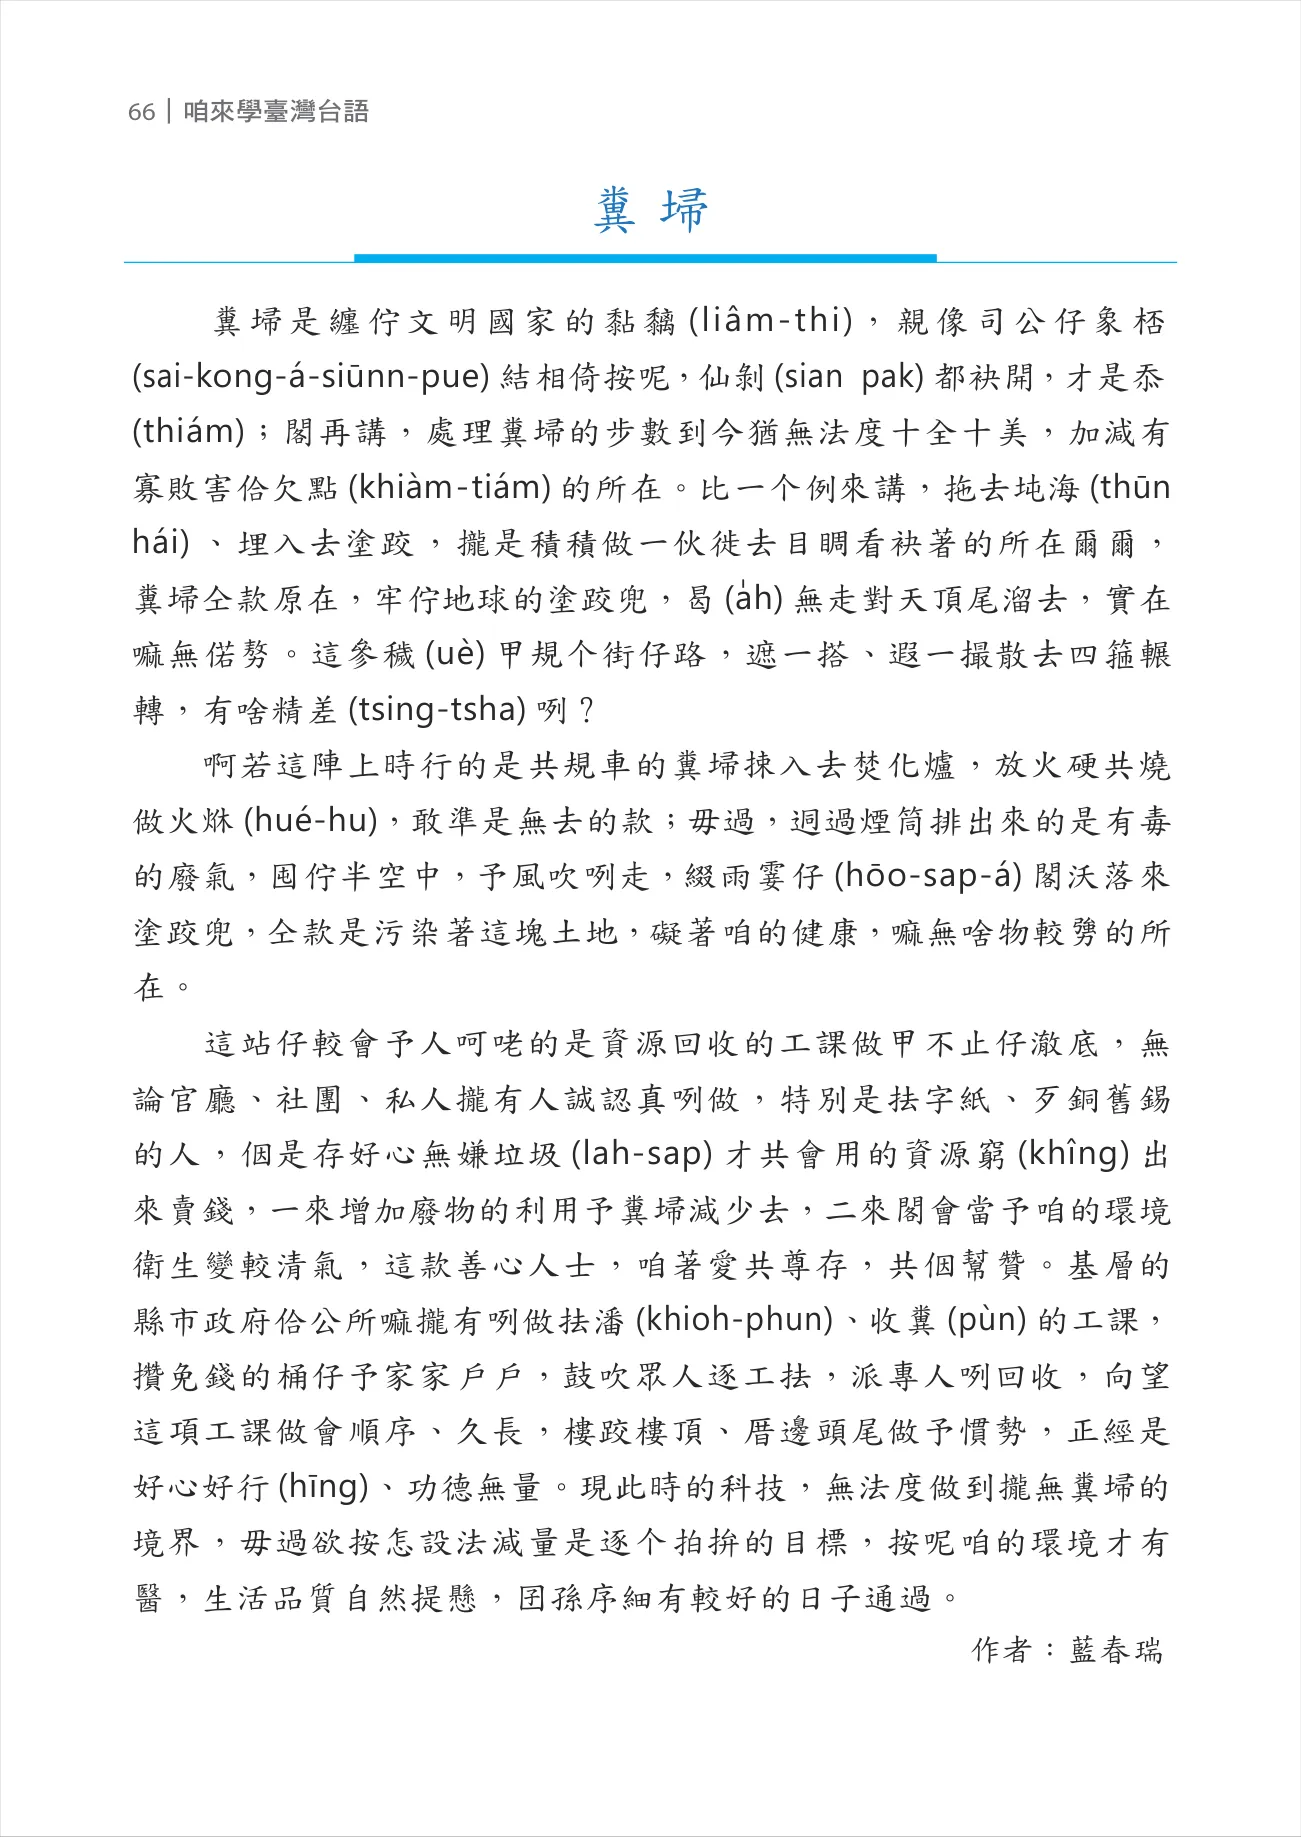 66｜咱來學臺灣台語
糞埽
糞埽是纏佇文明國家的黏黐 (liâm-thi)，親像司公仔象桮
(sai-kong-á-siūnn-pue) 結相倚按呢，仙剝 (sian pak) 都袂開，才是忝
(thiám)；閣再講，處理糞埽的步數到今猶無法度十全十美，加減有
寡敗害佮欠點 (khiàm-tiám) 的所在。比一个例來講，拖去坉海 (thūn
hái) 、埋入去塗跤，攏是積積做一伙徙去目睭看袂著的所在爾爾，
糞埽仝款原在，牢佇地球的塗跤兜，曷 (a̍h) 無走對天頂尾溜去，實在
嘛無偌𠢕。這參穢 (uè) 甲規个街仔路，遮一搭、遐一撮散去四箍輾
轉，有啥精差 (tsing-tsha) 咧？
啊若這陣上時行的是共規車的糞埽捒入去焚化爐，放火硬共燒
做火烌 (hué-hu)，敢準是無去的款；毋過，迵過煙筒排出來的是有毒
的廢氣，囤佇半空中，予風吹咧走，綴雨霎仔 (hōo-sap-á) 閣沃落來
塗跤兜，仝款是污染著這塊土地，礙著咱的健康，嘛無啥物較𠢕的所
在。
這站仔較會予人呵咾的是資源回收的工課做甲不止仔澈底，無
論官廳、社團、私人攏有人誠認真咧做，特別是抾字紙、歹銅舊錫
的人，𪜶是存好心無嫌垃圾 (lah-sap) 才共會用的資源窮 (khîng) 出
來賣錢，一來增加廢物的利用予糞埽減少去，二來閣會當予咱的環境
衛生變較清氣，這款善心人士，咱著愛共尊存，共𪜶幫贊。基層的
縣市政府佮公所嘛攏有咧做抾潘 (khioh-phun)、收糞 (pùn) 的工課，
攢免錢的桶仔予家家戶戶，鼓吹眾人逐工抾，派專人咧回收，向望
這項工課做會順序、久長，樓跤樓頂、厝邊頭尾做予慣勢，正經是
好心好行 (hīng)、功德無量。現此時的科技，無法度做到攏無糞埽的
境界，毋過欲按怎設法減量是逐个拍拚的目標，按呢咱的環境才有
醫，生活品質自然提懸，囝孫序細有較好的日子通過。
作者：藍春瑞